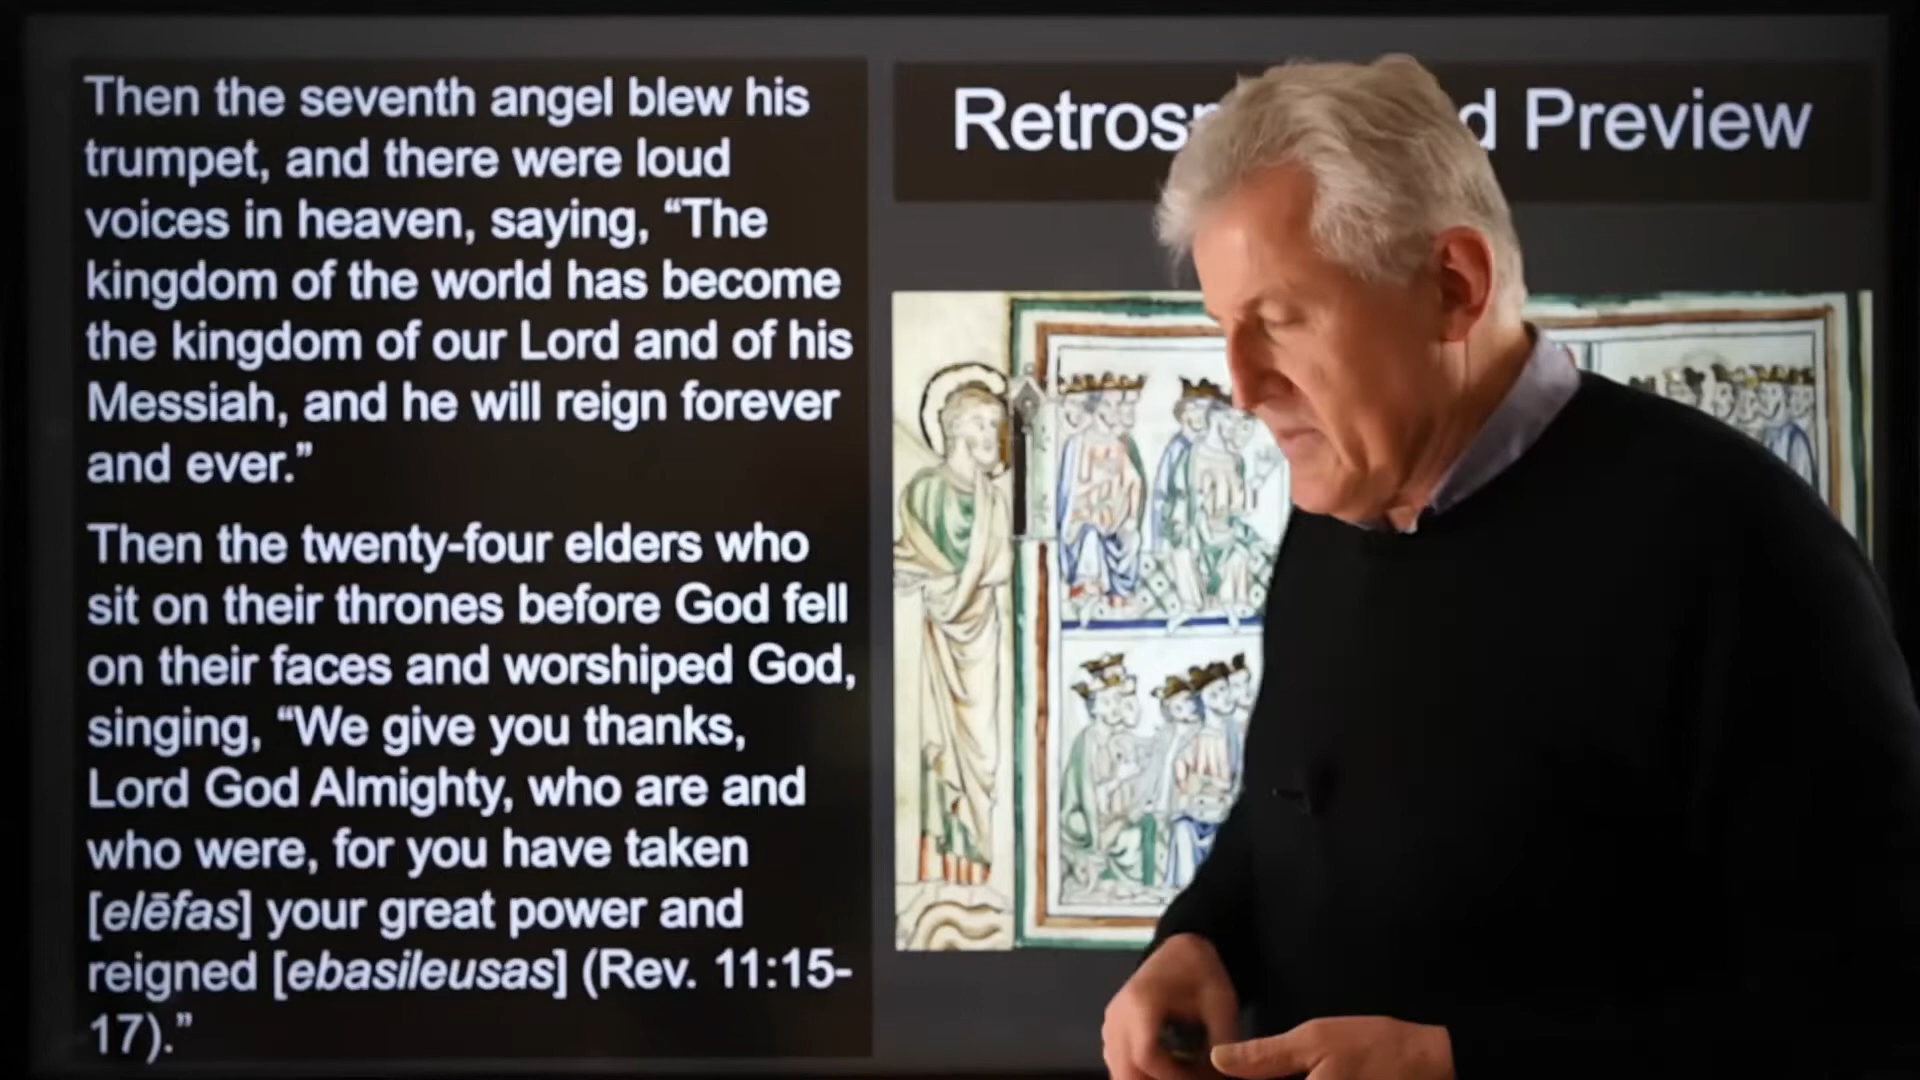 Then the seventh angel blew his
trumpet, and there were loud
voices in heaven, saying, “The
kingdom of the world has become
the kingdom of our Lord and of his
Messiah, and he will reign forever
and ever.”
Then the twenty-four elders who
sit on their thrones before God fell
on their faces and worshiped God,
singing, “We give you thanks,
Lord God Almighty, who are and
who were, for you have taken
[elēfas] your great power and
reigned [ebasileusas] (Rev. 11:15-
17).”
Preview